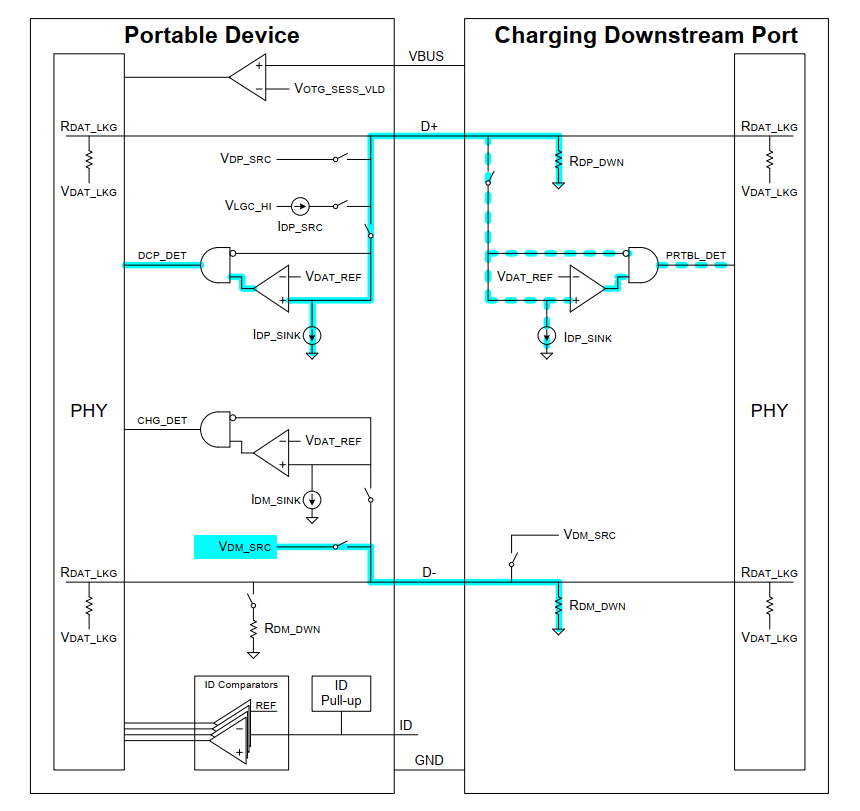 Portable Device
Charging Downstream Port
VBUS
VOTG_SESS_VLD
RDAT_LKG
D+
RDAT_LKG
VDP_SRC
RDP_DWN
VDAT_LKG
VDAT_LKG
VLGC_HI
IDP_SRC
DCP_DET
PRTBL_DET
VDAT_REF
VDAT_REF
IDP_SINK
IDP_SINK
PHY
PHY
CHG_DET
VDAT_REF
IDM_SINK
VDM_SRC
VDM_SRC
RDAT_LKG
D-
RDAT_LKG
RDM_DWN
RDM_DWN
VDAT_LKG
VDAT_LKG
ID Comparators
REF
ID
Pull-up
ID
GND